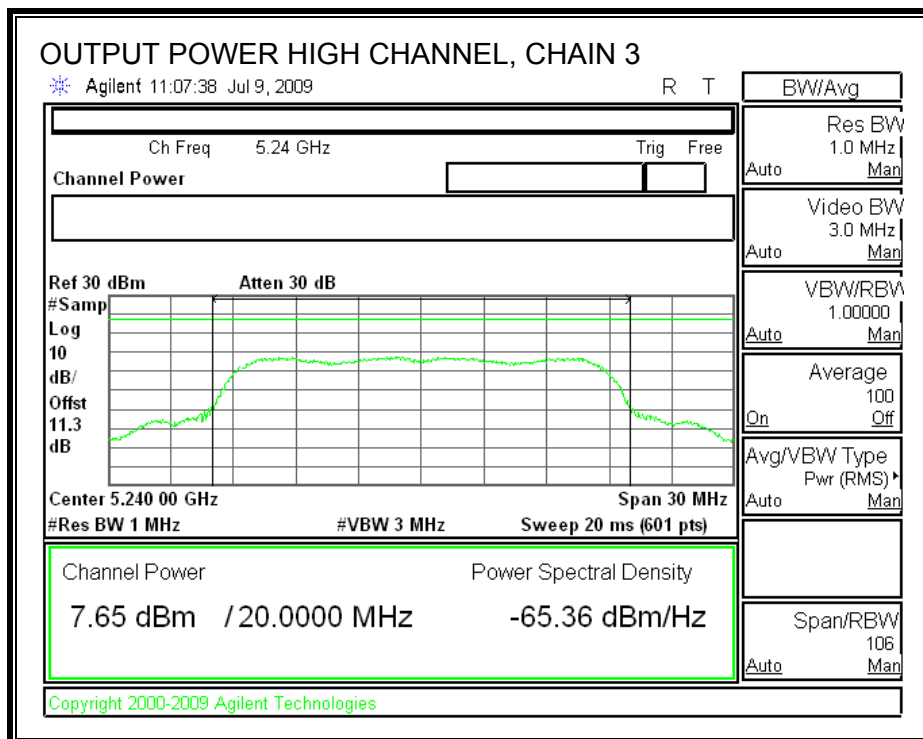 OUTPUT POWER HIGH CHANNEL, CHAIN 3
Agilent 11:07:38 Jul 9, 2009
R T
BW/Avg
Ch Freq 5.24 GHz
Trig Free
Channel Power
Res BW
1.0 MHz
Auto Man
Video BW
3.0 MHz
Auto Man
VBW/RBW
1.00000
Auto Man
Average
100
On Off
Avg/VBW Type
Pwr (RMS)
Auto Man
Span/RBW
106
Auto Man
Ref 30 dBm
Atten 30 dB
#Samp
Log
10
dB/
Offst
11.3
dB
Center 5.240 00 GHz
Span 30 MHz
#Res BW 1 MHz
#VBW 3 MHz
Sweep 20 ms (601 pts)
Channel Power
Power Spectral Density
7.65 dBm / 20.0000 MHz
-65.36 dBm/Hz
Copyright 2000-2009 Agilent Technologies